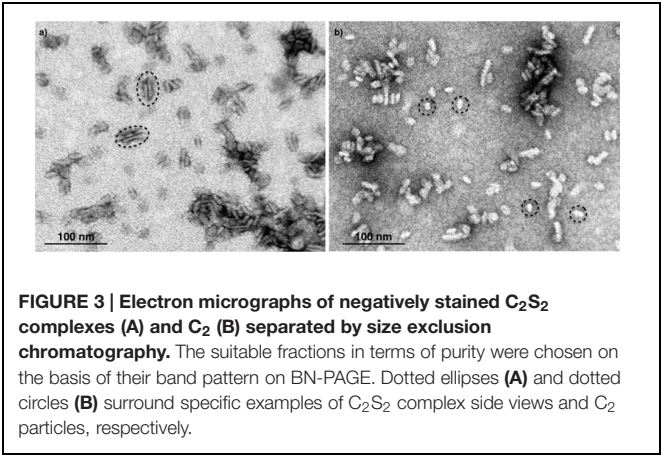 a)
b)
100 nm
100 nm
FIGURE 3 | Electron micrographs of negatively stained C₂S₂
complexes (A) and C₂ (B) separated by size exclusion
chromatography. The suitable fractions in terms of purity were chosen on
the basis of their band pattern on BN-PAGE. Dotted ellipses (A) and dotted
circles (B) surround specific examples of C₂S₂ complex side views and C₂
particles, respectively.